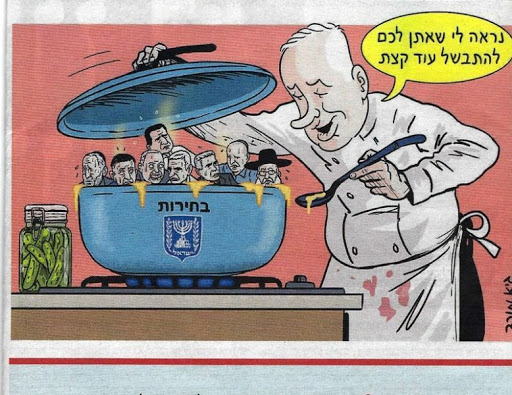 נראה לי שאתן לכם
להתבשל עוד קצת
בחירות
ישראל